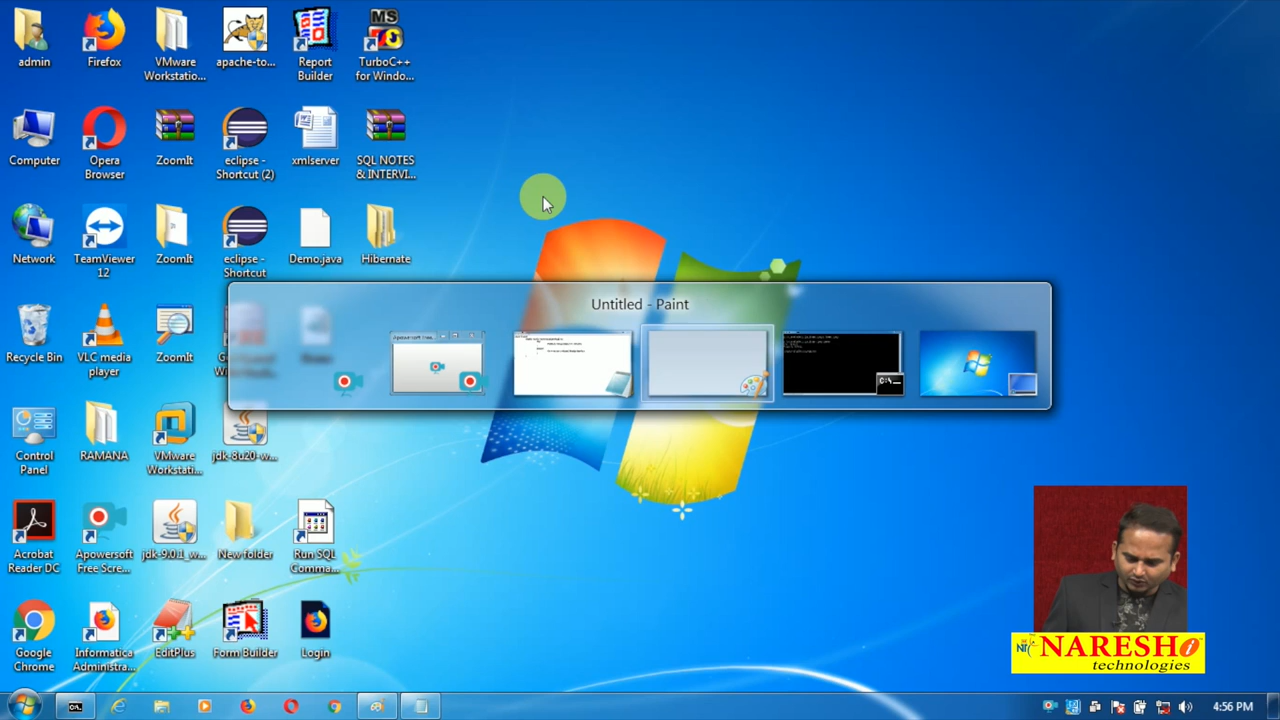 admin
Firefox
VMware
Workstatio...
apache-to...
Report
Builder
MS
TurboC++
for Windo...
Computer
Opera
Browser
ZoomIt
eclipse -
Shortcut (2)
xmlserver
SQL NOTES
& INTERVI...
Network
TeamViewer
12
ZoomIt
eclipse -
Shortcut
Demo.java
Hibernate
Untitled - Paint
Recycle Bin
VLC media
player
ZoomIt
C:\
Control
Panel
RAMANA
VMware
Workstati...
jdk-8u20-w...
Acrobat
Reader DC
Apowersoft
Free Scre...
jdk-9.0.1_w...
New folder
Run SQL
Comma...
Google
Chrome
Informatica
Administra...
EditPlus
Form Builder
Login
NARESH i
technologies
4:56 PM